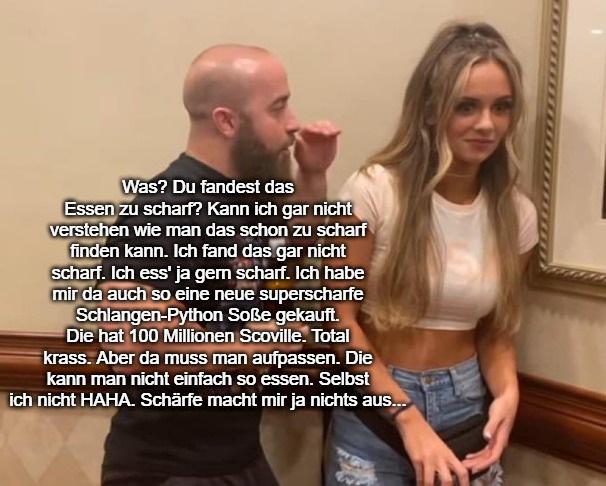 Was? Du fandest das
Essen zu scharf? Kann ich gar nicht
verstehen wie man das schon zu scharf
finden kann. Ich fand das gar nicht
scharf. Ich ess' ja gern scharf. Ich habe
mir da auch so eine neue superscharfe
Schlangen-Python Soße gekauft.
Die hat 100 Millionen Scoville. Total
krass. Aber da muss man aufpassen. Die
kann man nicht einfach so essen. Selbst
ich nicht HAHA. Schärfe macht mir ja nichts aus...